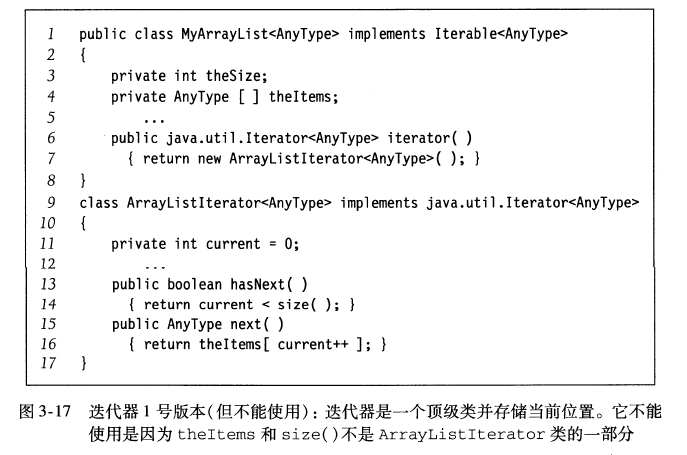 1 public class MyArrayList<AnyType> implements Iterable<AnyType>
2 {
3 private int theSize;
4 private AnyType [ ] theItems;
5 ...
6 public java.util.Iterator<AnyType> iterator( )
7 { return new ArrayListIterator<AnyType>( ); }
8 }
9 class ArrayListIterator<AnyType> implements java.util.Iterator<AnyType>
10 {
11 private int current = 0;
12 ...
13 public boolean hasNext( )
14 { return current < size( ); }
15 public AnyType next( )
16 { return theItems[ current++ ]; }
17 }
图 3-17 迭代器 1 号版本(但不能使用)：迭代器是一个顶级类并存储当前位置。它不能
使用是因为 theItems 和 size()不是 ArrayListIterator 类的一部分